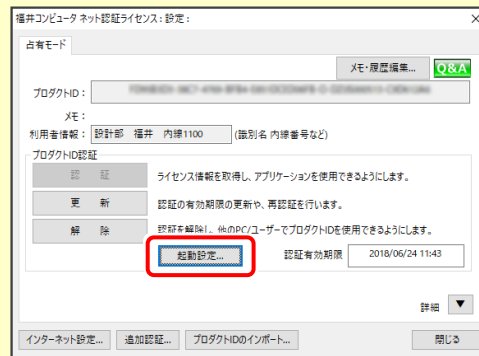 福井コンピュータ ネット認証ライセンス : 設定 :
占有モード
メモ・履歴編集... Q&A
プロダクトID :
メモ :
利用者情報 : 設計部 福井 内線1100 (識別名 内線番号など)
プロダクトID認証
認 証 ライセンス情報を取得し、アプリケーションを使用できるようにします。
更 新 認証の有効期限の更新や、再認証を行います。
解 除 認証を解除し、他のPC/ユーザーでプロダクトIDを使用できるようにします。
起動設定... 認証有効期限 2018/06/24 11:43
詳細 ▼
インターネット設定... 追加認証... プロダクトIDのインポート... 閉じる